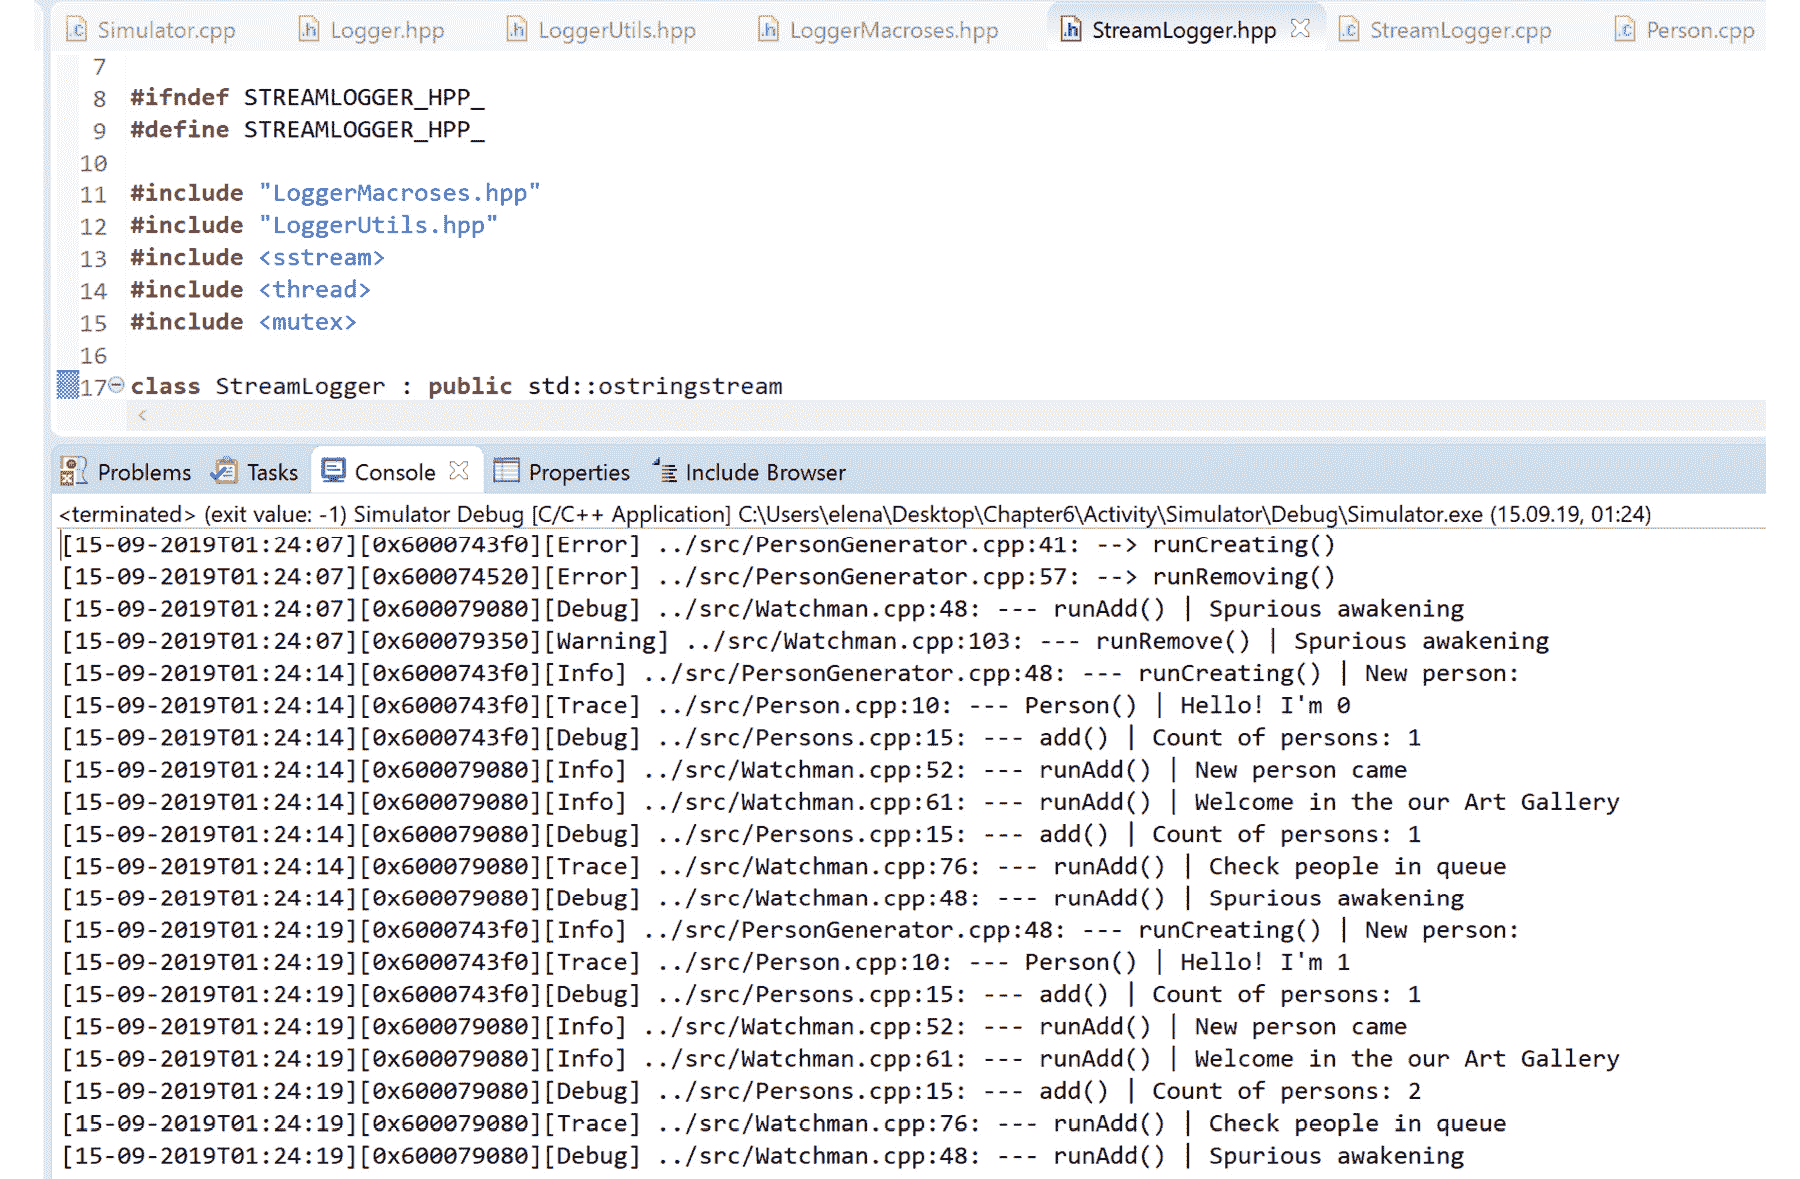 Simulator.cpp Logger.hpp LoggerUtils.hpp LoggerMacroses.hpp StreamLogger.hpp StreamLogger.cpp Person.cpp
7
8 #ifndef STREAMLOGGER_HPP_
9 #define STREAMLOGGER_HPP_
10
11 #include "LoggerMacroses.hpp"
12 #include "LoggerUtils.hpp"
13 #include <sstream>
14 #include <thread>
15 #include <mutex>
16
17 class StreamLogger : public std::ostringstream
Problems Tasks Console Properties Include Browser
<terminated> (exit value: -1) Simulator Debug [C/C++ Application] C:\Users\elena\Desktop\Chapter6\Activity\Simulator\Debug\Simulator.exe (15.09.19, 01:24)
[15-09-2019T01:24:07][0x6000743f0][Error] ../src/PersonGenerator.cpp:41: --> runCreating()
[15-09-2019T01:24:07][0x600074520][Error] ../src/PersonGenerator.cpp:57: --> runRemoving()
[15-09-2019T01:24:07][0x600079080][Debug] ../src/Watchman.cpp:48: --- runAdd() | Spurious awakening
[15-09-2019T01:24:07][0x600079350][Warning] ../src/Watchman.cpp:103: --- runRemove() | Spurious awakening
[15-09-2019T01:24:14][0x6000743f0][Info] ../src/PersonGenerator.cpp:48: --- runCreating() | New person:
[15-09-2019T01:24:14][0x6000743f0][Trace] ../src/Person.cpp:10: --- Person() | Hello! I'm 0
[15-09-2019T01:24:14][0x6000743f0][Debug] ../src/Persons.cpp:15: --- add() | Count of persons: 1
[15-09-2019T01:24:14][0x600079080][Info] ../src/Watchman.cpp:52: --- runAdd() | New person came
[15-09-2019T01:24:14][0x600079080][Info] ../src/Watchman.cpp:61: --- runAdd() | Welcome in the our Art Gallery
[15-09-2019T01:24:14][0x600079080][Debug] ../src/Persons.cpp:15: --- add() | Count of persons: 1
[15-09-2019T01:24:14][0x600079080][Trace] ../src/Watchman.cpp:76: --- runAdd() | Check people in queue
[15-09-2019T01:24:14][0x600079080][Debug] ../src/Watchman.cpp:48: --- runAdd() | Spurious awakening
[15-09-2019T01:24:19][0x6000743f0][Info] ../src/PersonGenerator.cpp:48: --- runCreating() | New person:
[15-09-2019T01:24:19][0x6000743f0][Trace] ../src/Person.cpp:10: --- Person() | Hello! I'm 1
[15-09-2019T01:24:19][0x6000743f0][Debug] ../src/Persons.cpp:15: --- add() | Count of persons: 1
[15-09-2019T01:24:19][0x600079080][Info] ../src/Watchman.cpp:52: --- runAdd() | New person came
[15-09-2019T01:24:19][0x600079080][Info] ../src/Watchman.cpp:61: --- runAdd() | Welcome in the our Art Gallery
[15-09-2019T01:24:19][0x600079080][Debug] ../src/Persons.cpp:15: --- add() | Count of persons: 2
[15-09-2019T01:24:19][0x600079080][Trace] ../src/Watchman.cpp:76: --- runAdd() | Check people in queue
[15-09-2019T01:24:19][0x600079080][Debug] ../src/Watchman.cpp:48: --- runAdd() | Spurious awakening